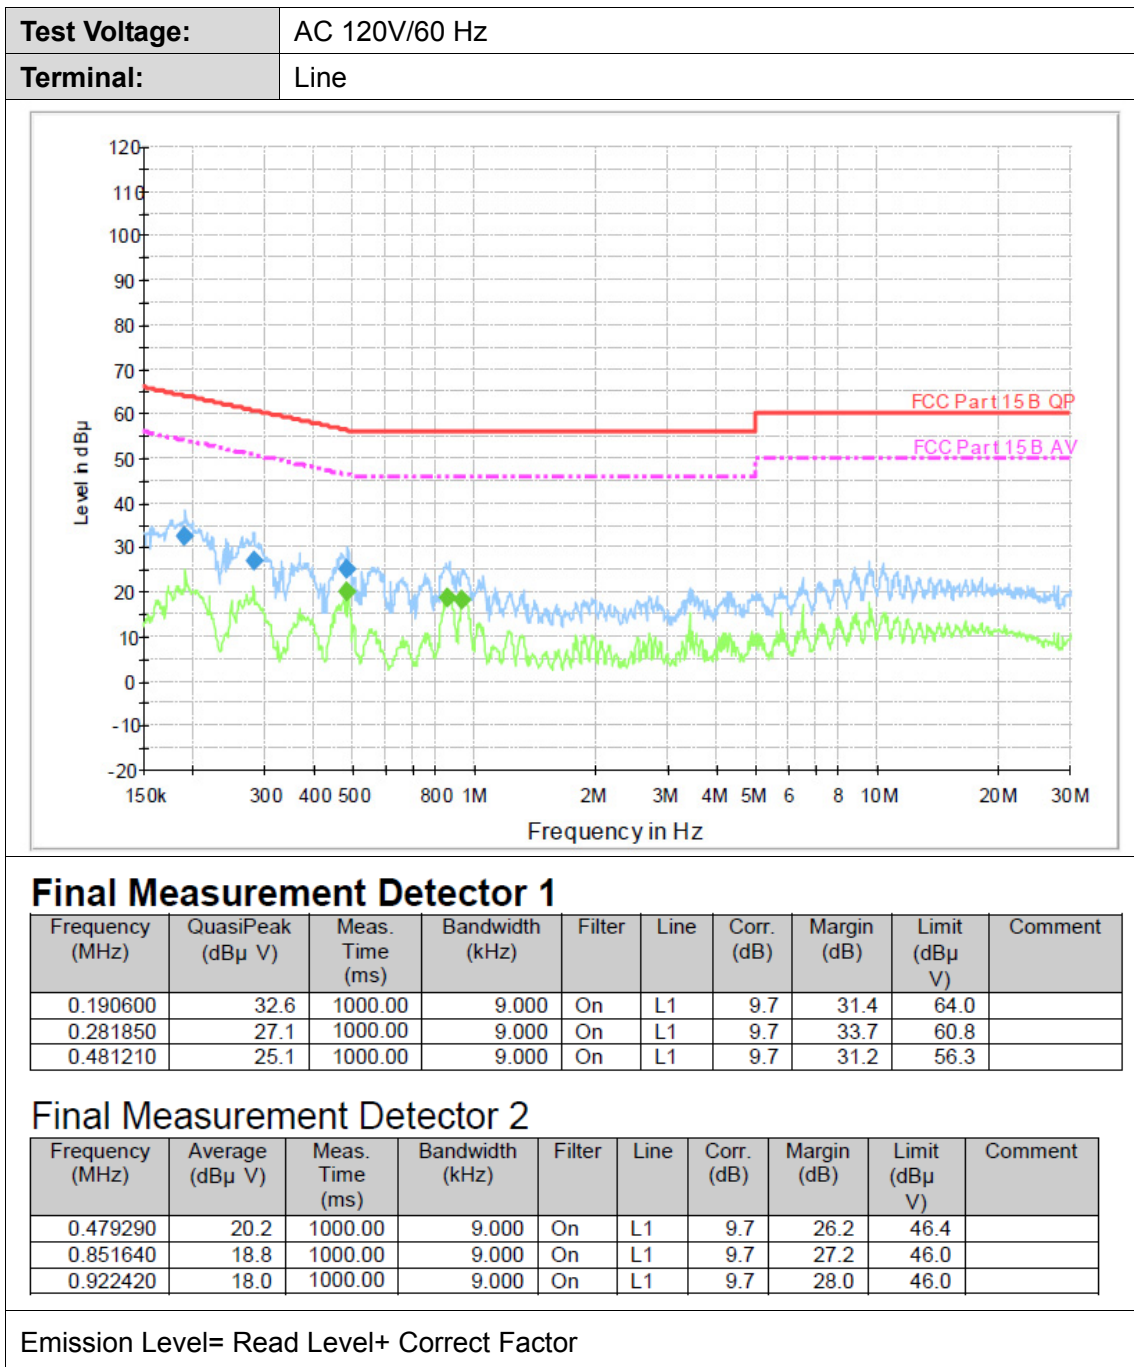 Test Voltage: AC 120V/60 Hz
Terminal: Line
120
110
100
90
80
70
60
50
40
30
20
10
0
-10
-20
Level in dBµ
FCC Part 15 B QP
FCC Part 15 B AV
150k 300 400 500 800 1M 2M 3M 4M 5M 6 8 10M 20M 30M
Frequency in Hz
Final Measurement Detector 1
Frequency (MHz) QuasiPeak (dBµ V) Meas. Time (ms) Bandwidth (kHz) Filter Line Corr. (dB) Margin (dB) Limit (dBµ V) Comment
0.190600 32.6 1000.00 9.000 On L1 9.7 31.4 64.0
0.281850 27.1 1000.00 9.000 On L1 9.7 33.7 60.8
0.481210 25.1 1000.00 9.000 On L1 9.7 31.2 56.3
Final Measurement Detector 2
Frequency (MHz) Average (dBµ V) Meas. Time (ms) Bandwidth (kHz) Filter Line Corr. (dB) Margin (dB) Limit (dBµ V) Comment
0.479290 20.2 1000.00 9.000 On L1 9.7 26.2 46.4
0.851640 18.8 1000.00 9.000 On L1 9.7 27.2 46.0
0.922420 18.0 1000.00 9.000 On L1 9.7 28.0 46.0
Emission Level= Read Level+ Correct Factor